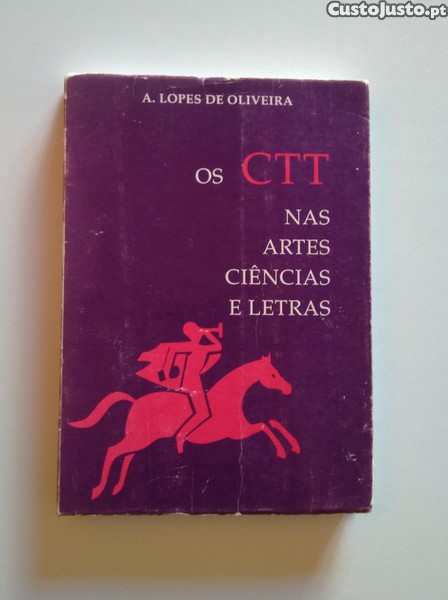 CustoJusto.pt
A. LOPES DE OLIVEIRA
OS CTT
NAS
ARTES
CIÊNCIAS
E LETRAS